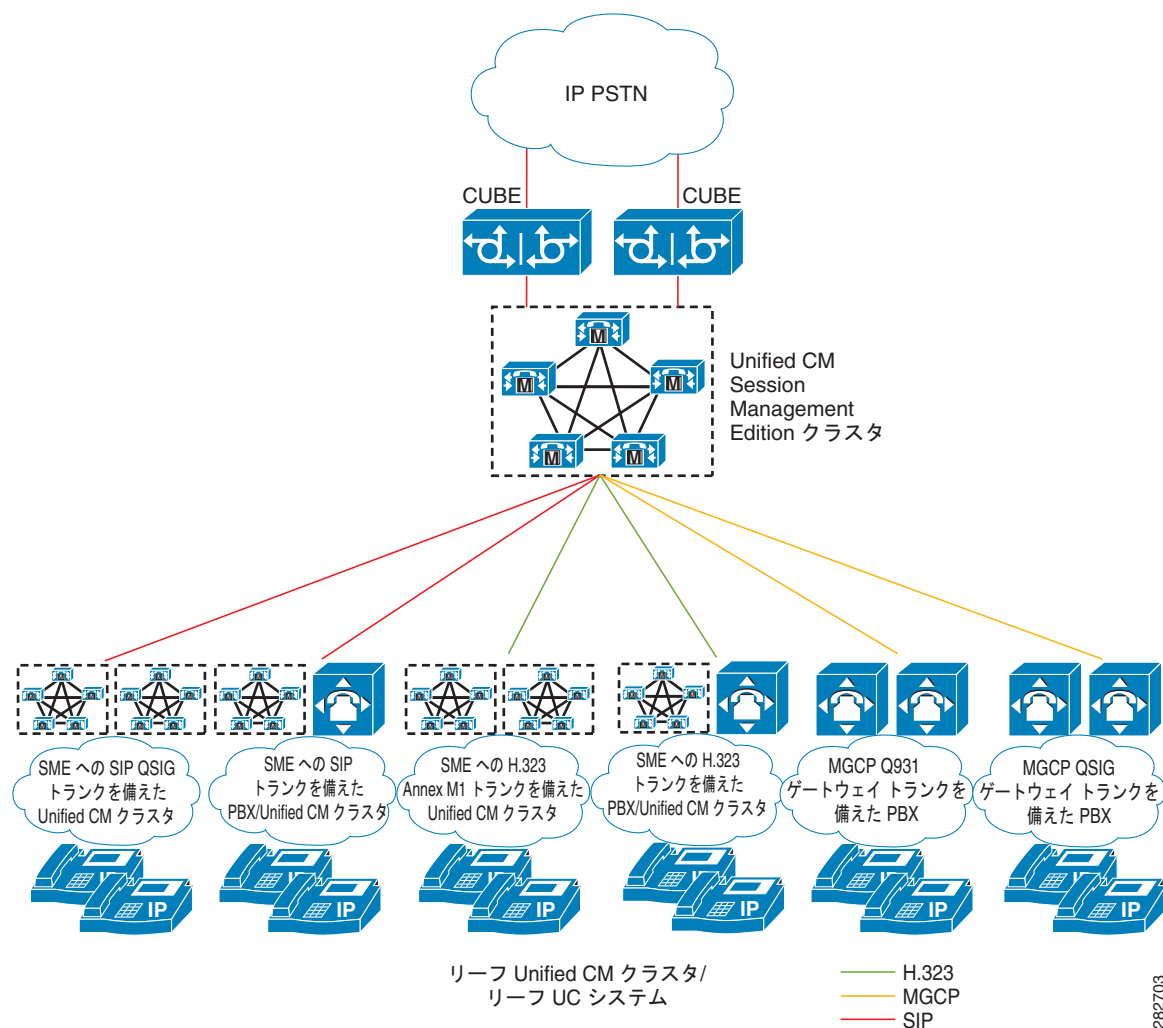 IP PSTN
CUBE
CUBE
M
M
M
M
M
Unified CM
Session
Management
Edition クラスタ
SME への SIP QSIG
トランクを備えた
Unified CM クラスタ
SME への SIP
トランクを備えた
PBX/Unified CM クラスタ
SME への H.323
Annex M1 トランクを備えた
Unified CM クラスタ
SME への H.323
トランクを備えた
PBX/Unified CM クラスタ
MGCP Q931
ゲートウェイ トランクを
備えた PBX
MGCP QSIG
ゲートウェイ トランクを
備えた PBX
IP
IP
IP
IP
IP
IP
リーフ Unified CM クラスタ/
リーフ UC システム
H.323
MGCP
SIP
282703